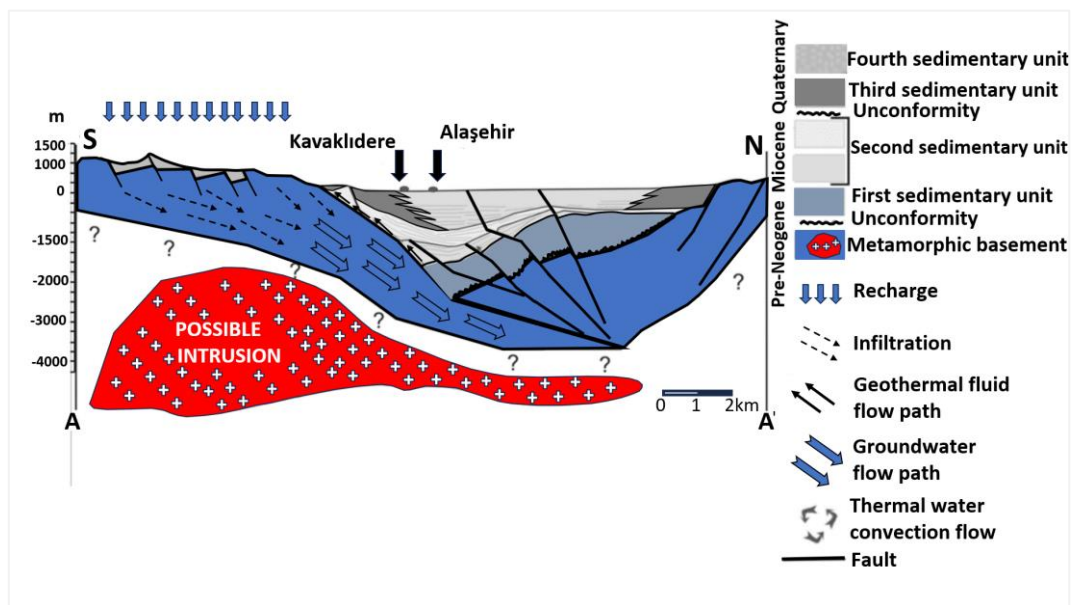 m
S
N
1500
1000
0
-1500
-2000
-3000
-4000
Kavaklıdere
Alaşehir
?
?
?
?
?
?
?
POSSIBLE
INTRUSION
0 1 2km
A
A'
Pre-Neogene Miocene Quaternary
Fourth sedimentary unit
Third sedimentary unit
Unconformity
Second sedimentary unit
First sedimentary unit
Unconformity
Metamorphic basement
Recharge
Infiltration
Geothermal fluid
flow path
Groundwater
flow path
Thermal water
convection flow
Fault